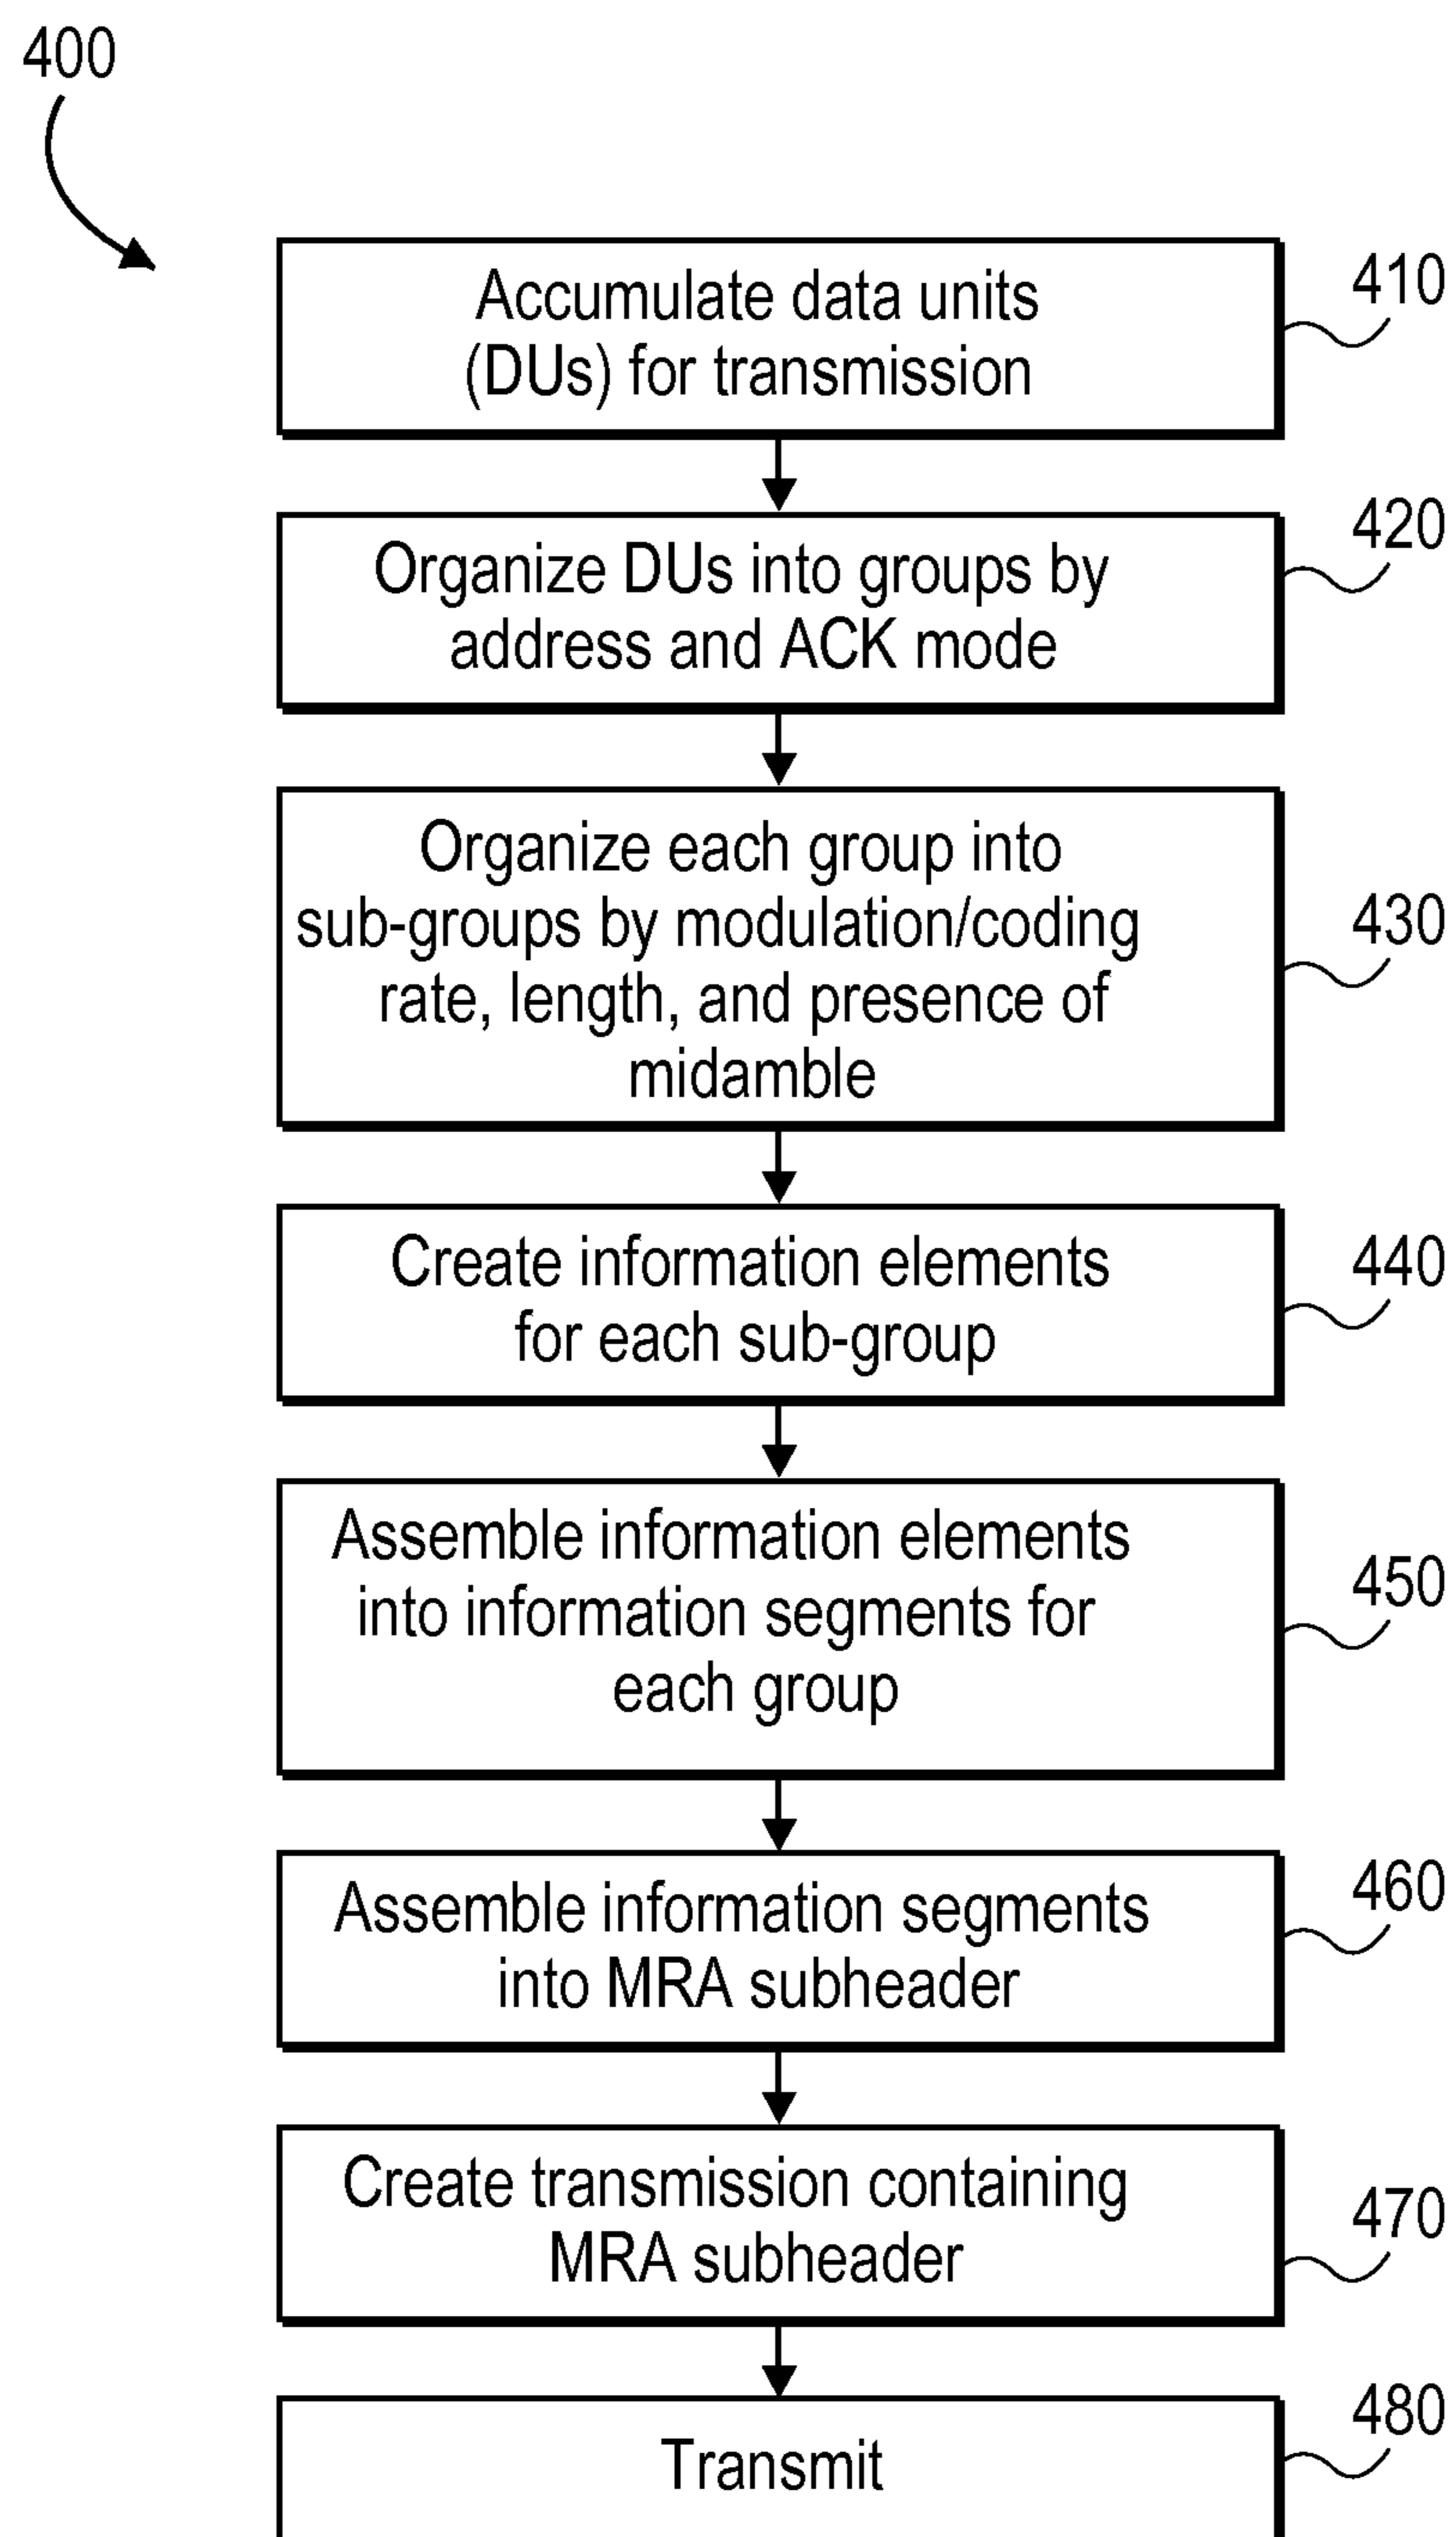 400
Accumulate data units
(DUs) for transmission
410
Organize DUs into groups by
address and ACK mode
420
Organize each group into
sub-groups by modulation/coding
rate, length, and presence of
midamble
430
Create information elements
for each sub-group
440
Assemble information elements
into information segments for
each group
450
Assemble information segments
into MRA subheader
460
Create transmission containing
MRA subheader
470
Transmit
480